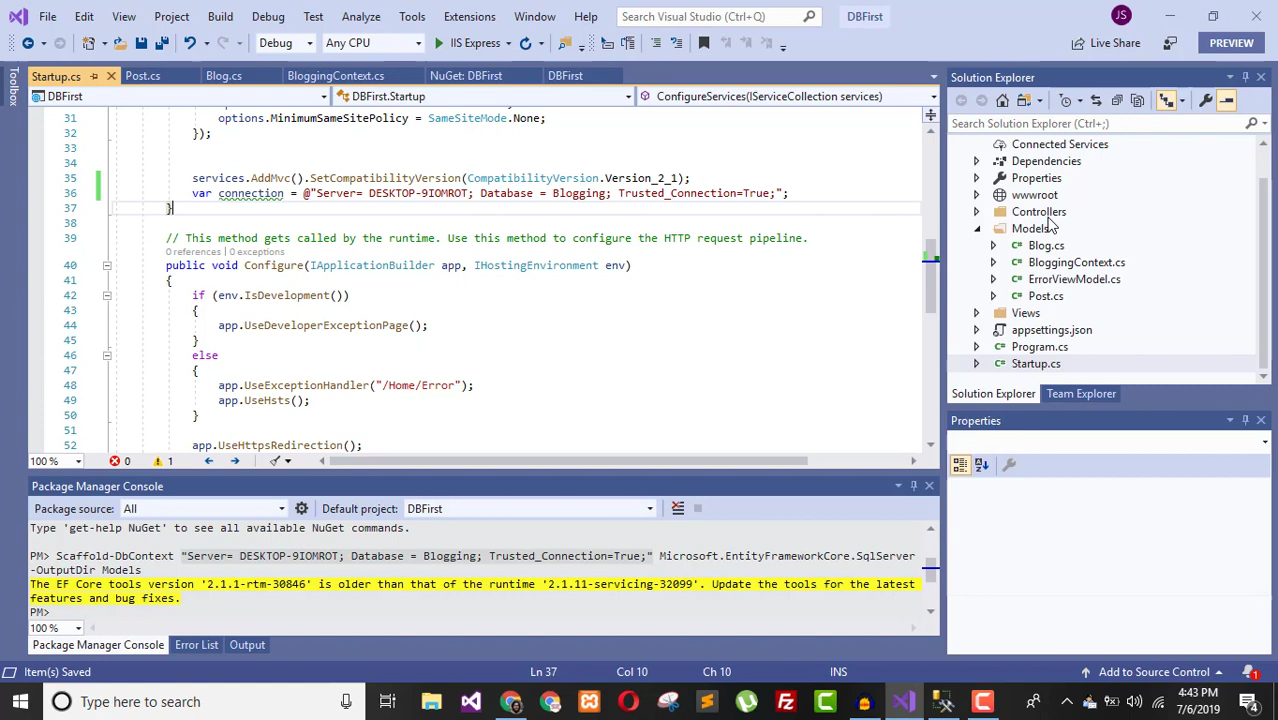 File Edit View Project Build Debug Test Analyze Tools Extensions Window Help Search Visual Studio (Ctrl+Q) DBFirst JS
Debug Any CPU IIS Express Live Share PREVIEW
Toolbox
Startup.cs Post.cs Blog.cs BloggingContext.cs NuGet: DBFirst DBFirst
DBFirst DBFirst.Startup ConfigureServices(IServiceCollection services)
31 options.MinimumSameSitePolicy = SameSiteMode.None;
32 });
33
34
35 services.AddMvc().SetCompatibilityVersion(CompatibilityVersion.Version_2_1);
36 var connection = @"Server= DESKTOP-9IOMROT; Database = Blogging; Trusted_Connection=True;";
37 }
38
39 // This method gets called by the runtime. Use this method to configure the HTTP request pipeline.
0 references | 0 exceptions
40 public void Configure(IApplicationBuilder app, IHostingEnvironment env)
41 {
42 if (env.IsDevelopment())
43 {
44 app.UseDeveloperExceptionPage();
45 }
46 else
47 {
48 app.UseExceptionHandler("/Home/Error");
49 app.UseHsts();
50 }
51
52 app.UseHttpsRedirection();
100 % 0 1
Package Manager Console
Package source: All Default project: DBFirst
Type 'get-help NuGet' to see all available NuGet commands.
PM> Scaffold-DbContext "Server= DESKTOP-9IOMROT; Database = Blogging; Trusted_Connection=True;" Microsoft.EntityFrameworkCore.SqlServer
-OutputDir Models
The EF Core tools version '2.1.1-rtm-30846' is older than that of the runtime '2.1.11-servicing-32099'. Update the tools for the latest
features and bug fixes.
PM>
100 %
Package Manager Console Error List Output
Solution Explorer
Search Solution Explorer (Ctrl+;)
Connected Services
Dependencies
Properties
wwwroot
Controllers
Models
Blog.cs
BloggingContext.cs
ErrorViewModel.cs
Post.cs
Views
appsettings.json
Program.cs
Startup.cs
Solution Explorer Team Explorer
Properties
Item(s) Saved Ln 37 Col 10 Ch 10 INS Add to Source Control 1
Type here to search 4:43 PM
7/6/2019 4